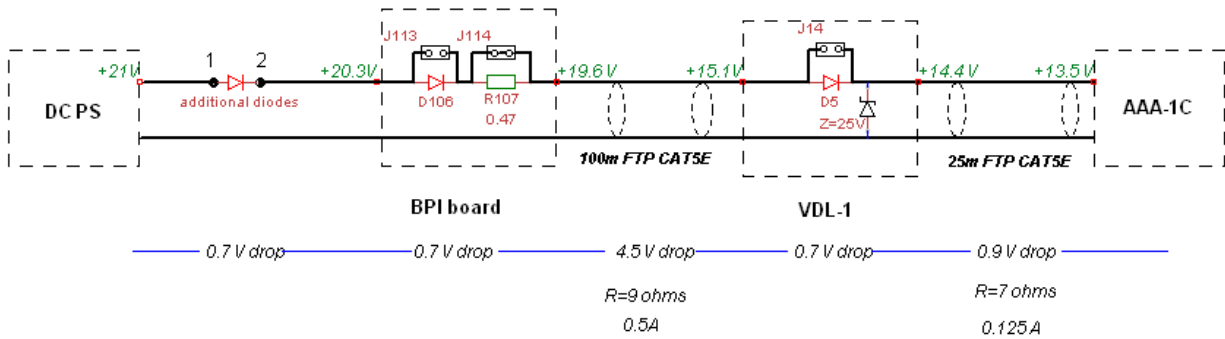 J113
J114
J14
+21V
1
2
+20.3V
+19.6V
+15.1V
+14.4V
+13.5V
DC PS
additional diodes
D106
R107
0.47
D5
Z=25V
AAA-1C
100m FTP CAT5E
25m FTP CAT5E
BPI board
VDL-1
0.7 V drop
0.7 V drop
4.5 V drop
0.7 V drop
0.9 V drop
R=9 ohms
R=7 ohms
0.5A
0.125 A